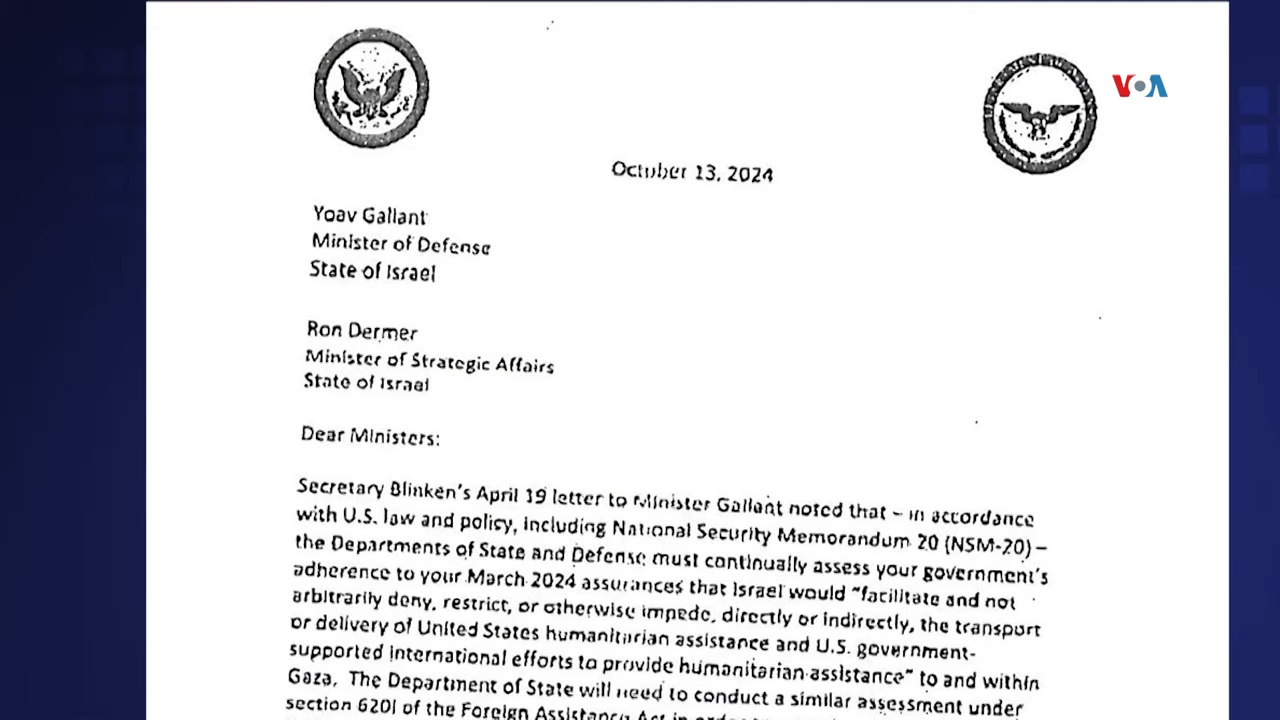 VOA
October 13, 2024
Yoav Gallant
Minister of Defense
State of Israel
Ron Dermer
Minister of Strategic Affairs
State of Israel
Dear Ministers:
Secretary Blinken's April 19 letter to Minister Gallant noted that – in accordance
with U.S. law and policy, including National Security Memorandum 20 (NSM-20) –
the Departments of State and Defense must continually assess your government's
adherence to your March 2024 assurances that Israel would "facilitate and not
arbitrarily deny, restrict, or otherwise impede, directly or indirectly, the transport
or delivery of United States humanitarian assistance and U.S. government-
supported international efforts to provide humanitarian assistance" to and within
Gaza. The Department of State will need to conduct a similar assessment under
section 620I of the Foreign Assistance Act in order